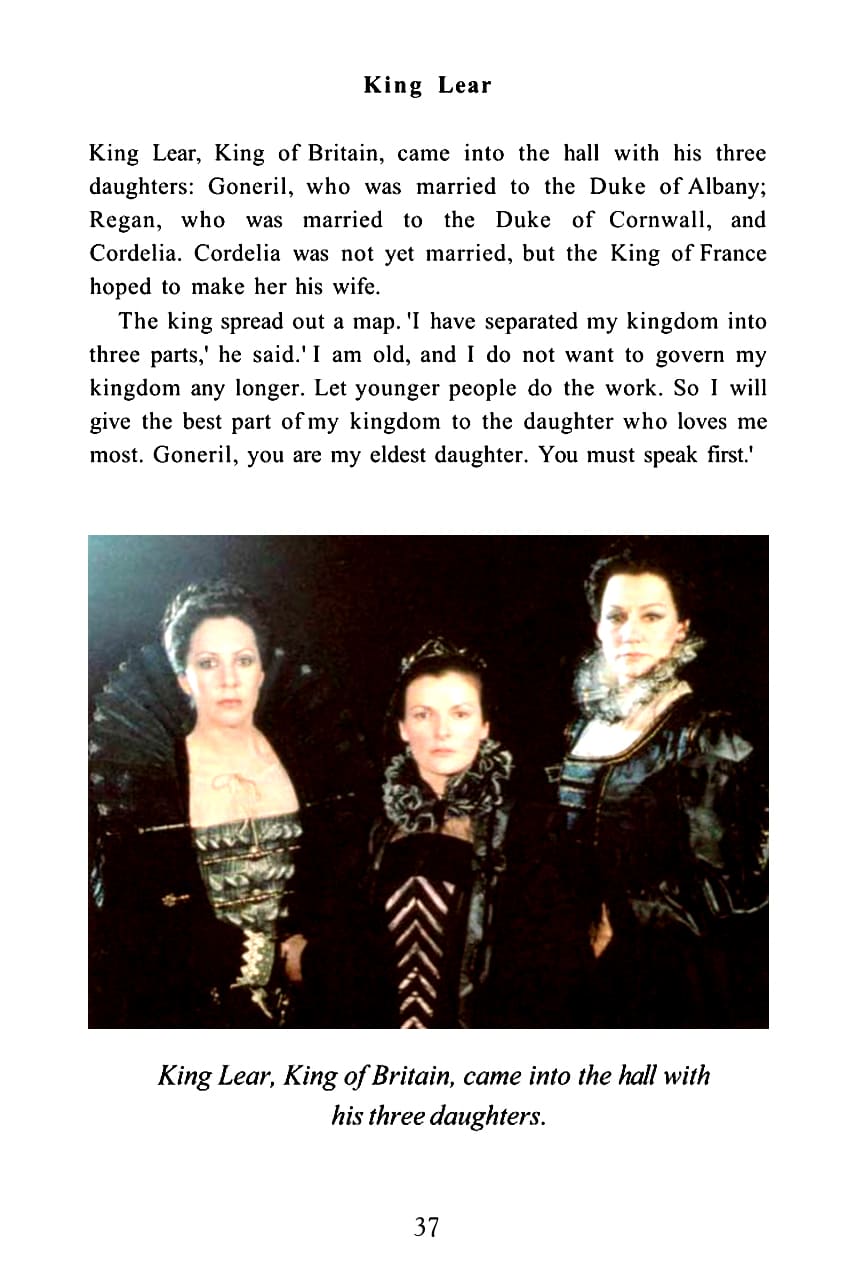 King Lear
King Lear, King of Britain, came into the hall with his three
daughters: Goneril, who was married to the Duke of Albany;
Regan, who was married to the Duke of Cornwall, and
Cordelia. Cordelia was not yet married, but the King of France
hoped to make her his wife.
The king spread out a map. 'I have separated my kingdom into
three parts,' he said.' I am old, and I do not want to govern my
kingdom any longer. Let younger people do the work. So I will
give the best part of my kingdom to the daughter who loves me
most. Goneril, you are my eldest daughter. You must speak first.'
King Lear, King of Britain, came into the hall with
his three daughters.
37